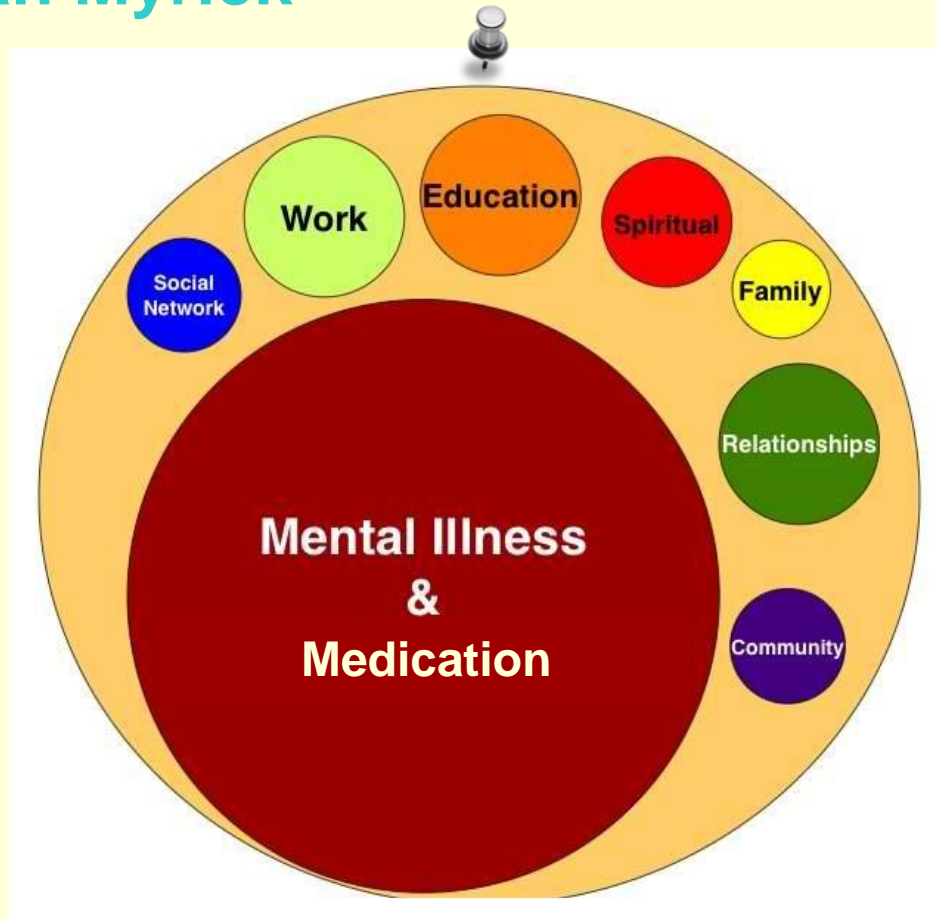 Work
Education
Spiritual
Social
Network
Family
Relationships
Mental Illness
&
Medication
Community